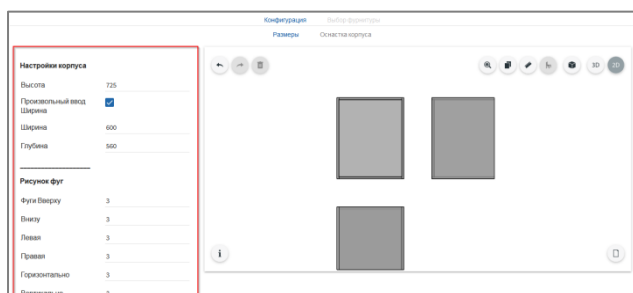 Конфигурация Выбор фурнитуры
Размеры Оснастка корпуса
Настройки корпуса
Высота 725
Произвольный ввод
Ширина
Ширина 600
Глубина 560
Рисунок фуг
Фуги Вверху 3
Внизу 3
Левая 3
Правая 3
Горизонтально 3
3D 2D
i